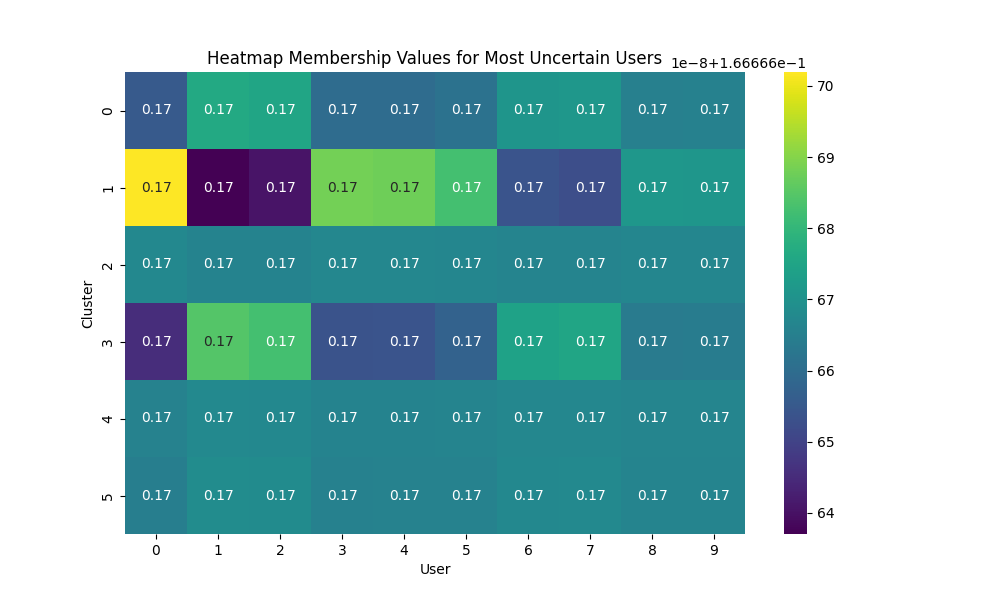 Heatmap Membership Values for Most Uncertain Users
1e−8+1.66666e−1
0 0.17 0.17 0.17 0.17 0.17 0.17 0.17 0.17 0.17 0.17
1 0.17 0.17 0.17 0.17 0.17 0.17 0.17 0.17 0.17 0.17
2 0.17 0.17 0.17 0.17 0.17 0.17 0.17 0.17 0.17 0.17
3 0.17 0.17 0.17 0.17 0.17 0.17 0.17 0.17 0.17 0.17
4 0.17 0.17 0.17 0.17 0.17 0.17 0.17 0.17 0.17 0.17
5 0.17 0.17 0.17 0.17 0.17 0.17 0.17 0.17 0.17 0.17
0 1 2 3 4 5 6 7 8 9
User
Cluster
70
69
68
67
66
65
64